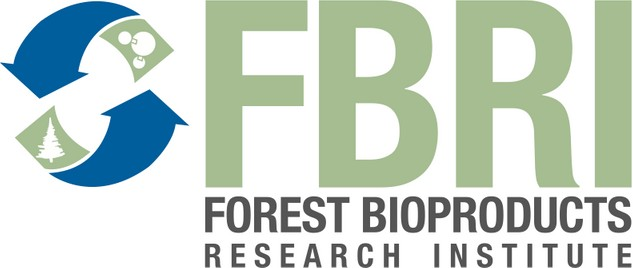 FBRI
FOREST BIOPRODUCTS
RESEARCH INSTITUTE